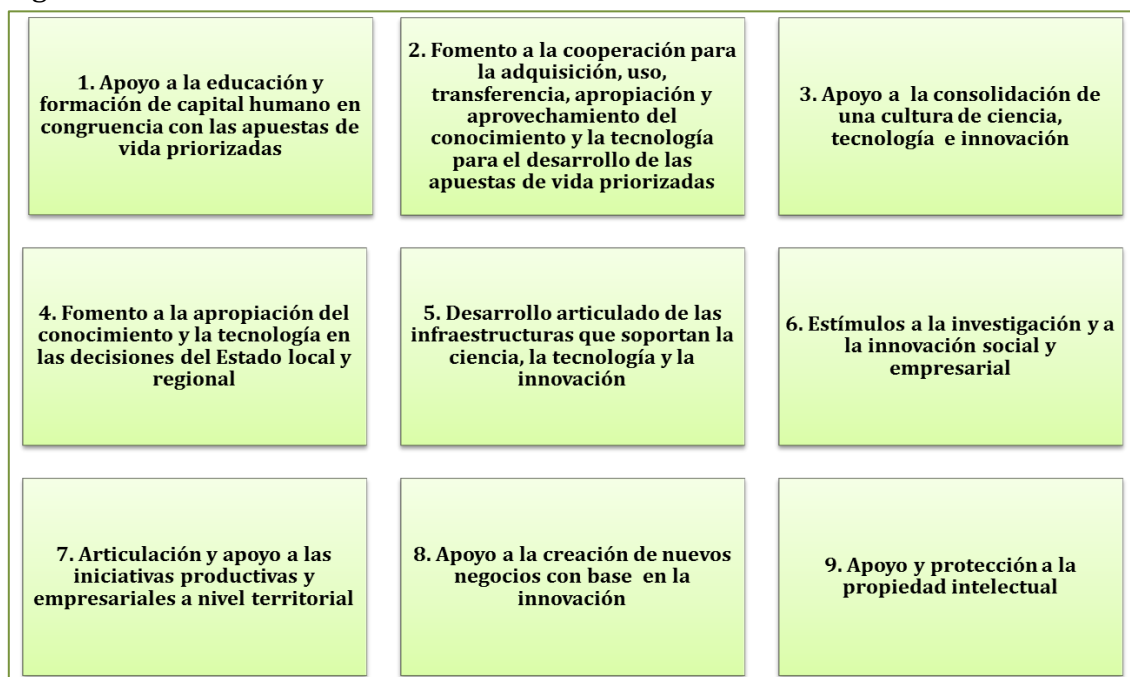 1. Apoyo a la educación y
formación de capital humano en
congruencia con las apuestas de
vida priorizadas
2. Fomento a la cooperación para
la adquisición, uso,
transferencia, apropiación y
aprovechamiento del
conocimiento y la tecnología
para el desarrollo de las
apuestas de vida priorizadas
3. Apoyo a la consolidación de
una cultura de ciencia,
tecnología e innovación
4. Fomento a la apropiación del
conocimiento y la tecnología en
las decisiones del Estado local y
regional
5. Desarrollo articulado de las
infraestructuras que soportan la
ciencia, la tecnología y la
innovación
6. Estímulos a la investigación y a
la innovación social y
empresarial
7. Articulación y apoyo a las
iniciativas productivas y
empresariales a nivel territorial
8. Apoyo a la creación de nuevos
negocios con base en la
innovación
9. Apoyo y protección a la
propiedad intelectual